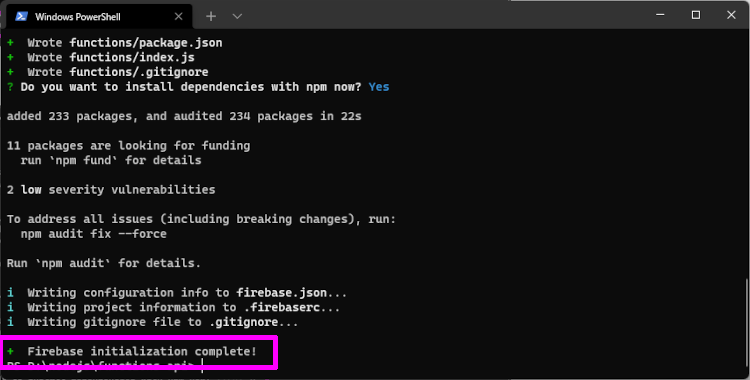 Windows PowerShell
+ Wrote functions/package.json
+ Wrote functions/index.js
+ Wrote functions/.gitignore
? Do you want to install dependencies with npm now? Yes
added 233 packages, and audited 234 packages in 22s
11 packages are looking for funding
run `npm fund` for details
2 low severity vulnerabilities
To address all issues (including breaking changes), run:
npm audit fix --force
Run `npm audit` for details.
i Writing configuration info to firebase.json...
i Writing project information to .firebaserc...
i Writing gitignore file to .gitignore...
+ Firebase initialization complete!
PS D:\nodejs\functions-api>